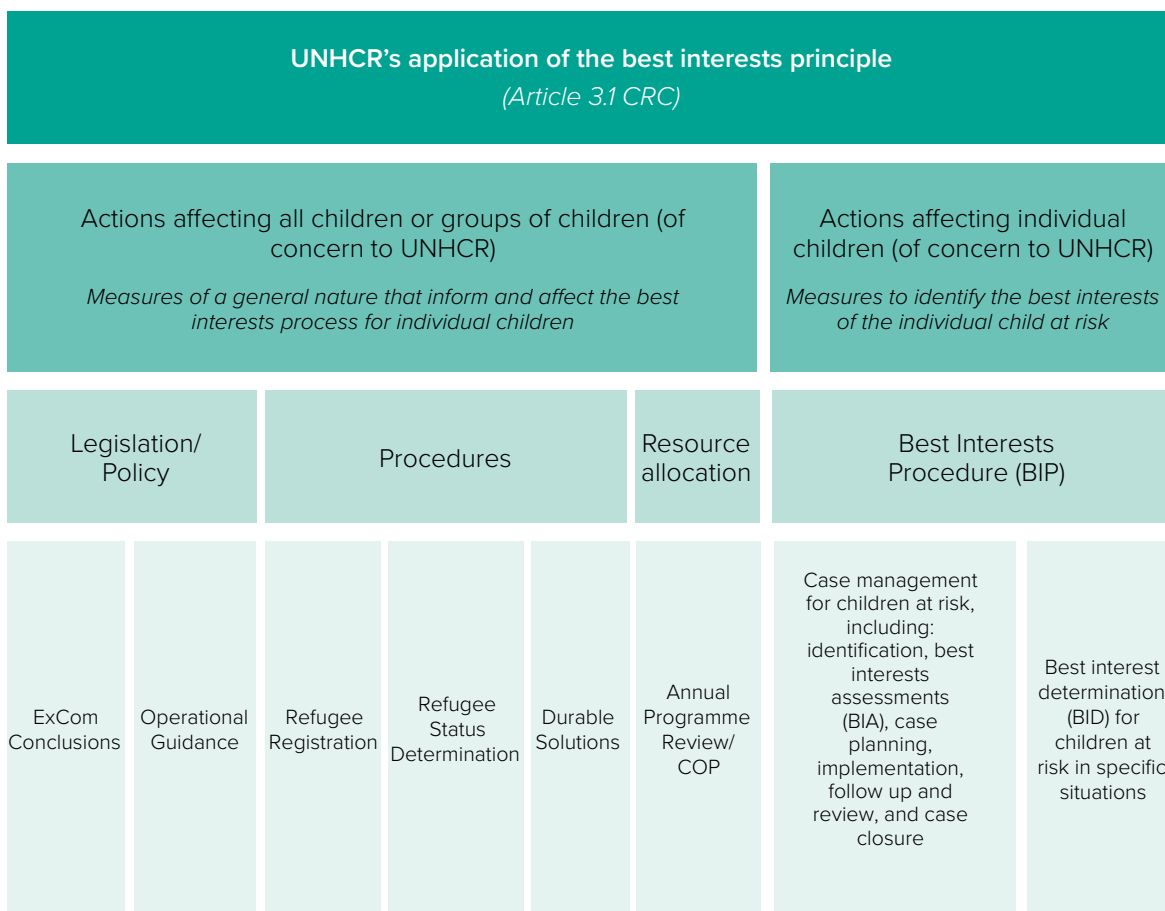 UNHCR’s application of the best interests principle
(Article 3.1 CRC)
Actions affecting all children or groups of children (of
concern to UNHCR)
Measures of a general nature that inform and affect the best
interests process for individual children
Actions affecting individual
children (of concern to UNHCR)
Measures to identify the best interests
of the individual child at risk
Legislation/
Policy
Procedures
Resource
allocation
Best Interests
Procedure (BIP)
ExCom
Conclusions
Operational
Guidance
Refugee
Registration
Refugee
Status
Determination
Durable
Solutions
Annual
Programme
Review/
COP
Case management
for children at risk,
including:
identification, best
interests
assessments
(BIA), case
planning,
implementation,
follow up and
review, and case
closure
Best interest
determination
(BID) for
children at
risk in specific
situations